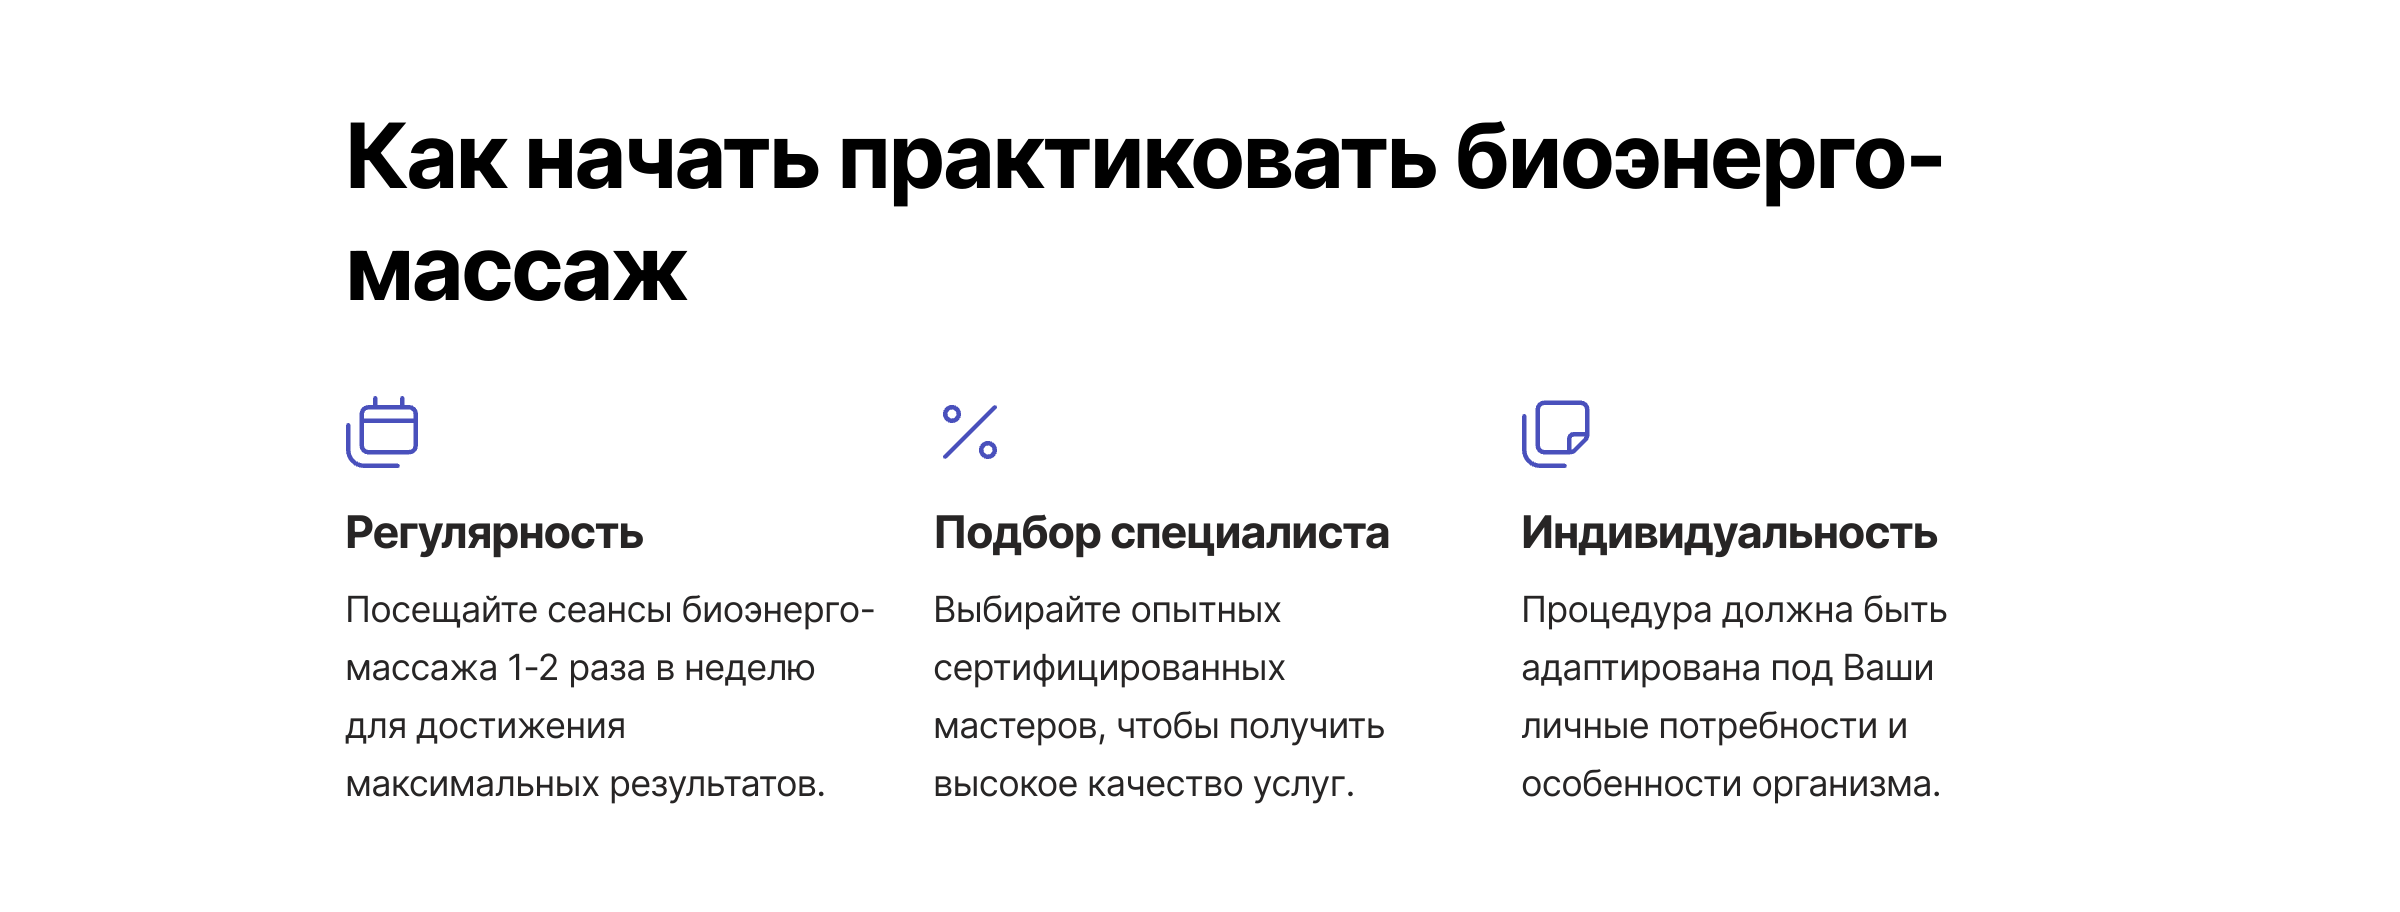 Как начать практиковать биоэнерго-
массаж
Регулярность
Посещайте сеансы биоэнерго-
массажа 1-2 раза в неделю
для достижения
максимальных результатов.
Подбор специалиста
Выбирайте опытных
сертифицированных
мастеров, чтобы получить
высокое качество услуг.
Индивидуальность
Процедура должна быть
адаптирована под Ваши
личные потребности и
особенности организма.